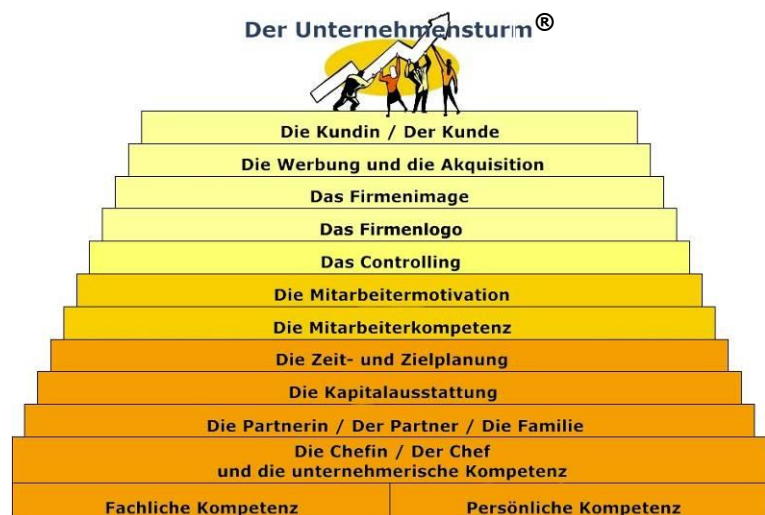 Der Unternehmensturm®
Die Kundin / Der Kunde
Die Werbung und die Akquisition
Das Firmenimage
Das Firmenlogo
Das Controlling
Die Mitarbeitermotivation
Die Mitarbeiterkompetenz
Die Zeit- und Zielplanung
Die Kapitalausstattung
Die Partnerin / Der Partner / Die Familie
Die Chefin / Der Chef
und die unternehmerische Kompetenz
Fachliche Kompetenz
Persönliche Kompetenz